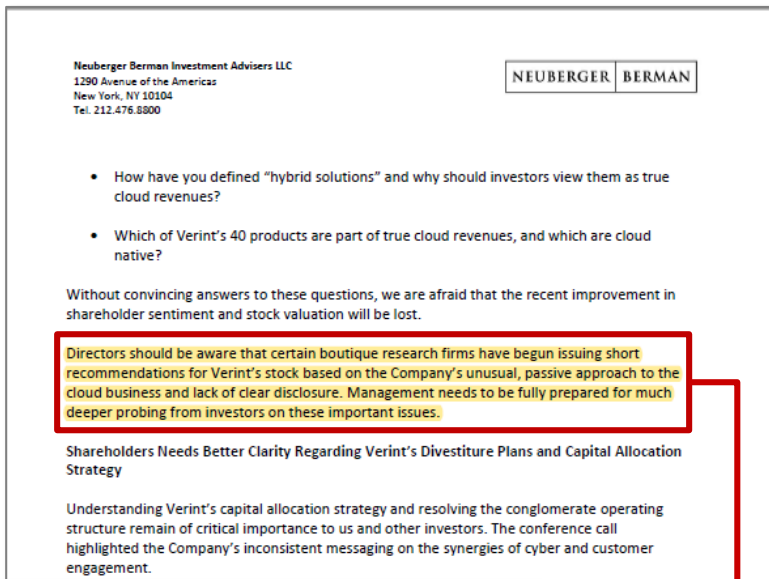 Neuberger Berman Investment Advisers LLC
1290 Avenue of the Americas
New York, NY 10104
Tel. 212.476.8800
NEUBERGER BERMAN
• How have you defined “hybrid solutions” and why should investors view them as true
cloud revenues?
• Which of Verint’s 40 products are part of true cloud revenues, and which are cloud
native?
Without convincing answers to these questions, we are afraid that the recent improvement in
shareholder sentiment and stock valuation will be lost.
Directors should be aware that certain boutique research firms have begun issuing short
recommendations for Verint’s stock based on the Company’s unusual, passive approach to the
cloud business and lack of clear disclosure. Management needs to be fully prepared for much
deeper probing from investors on these important issues.
Shareholders Needs Better Clarity Regarding Verint’s Divestiture Plans and Capital Allocation
Strategy
Understanding Verint’s capital allocation strategy and resolving the conglomerate operating
structure remain of critical importance to us and other investors. The conference call
highlighted the Company’s inconsistent messaging on the synergies of cyber and customer
engagement.